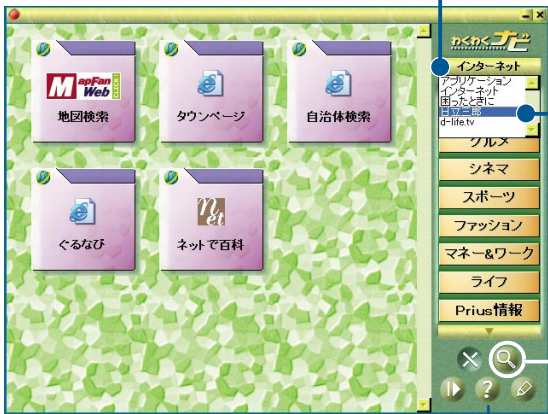 わくわくナビ
インターネット
アプリケーション
インターネット
困ったときに
日立三郎
d-life.tv
グルメ
シネマ
スポーツ
ファッション
マネー&ワーク
ライフ
Prius情報
MapFan
Web
CLICK!
地図検索
タウンページ
自治体検索
ぐるなび
net
ネットで百科
?